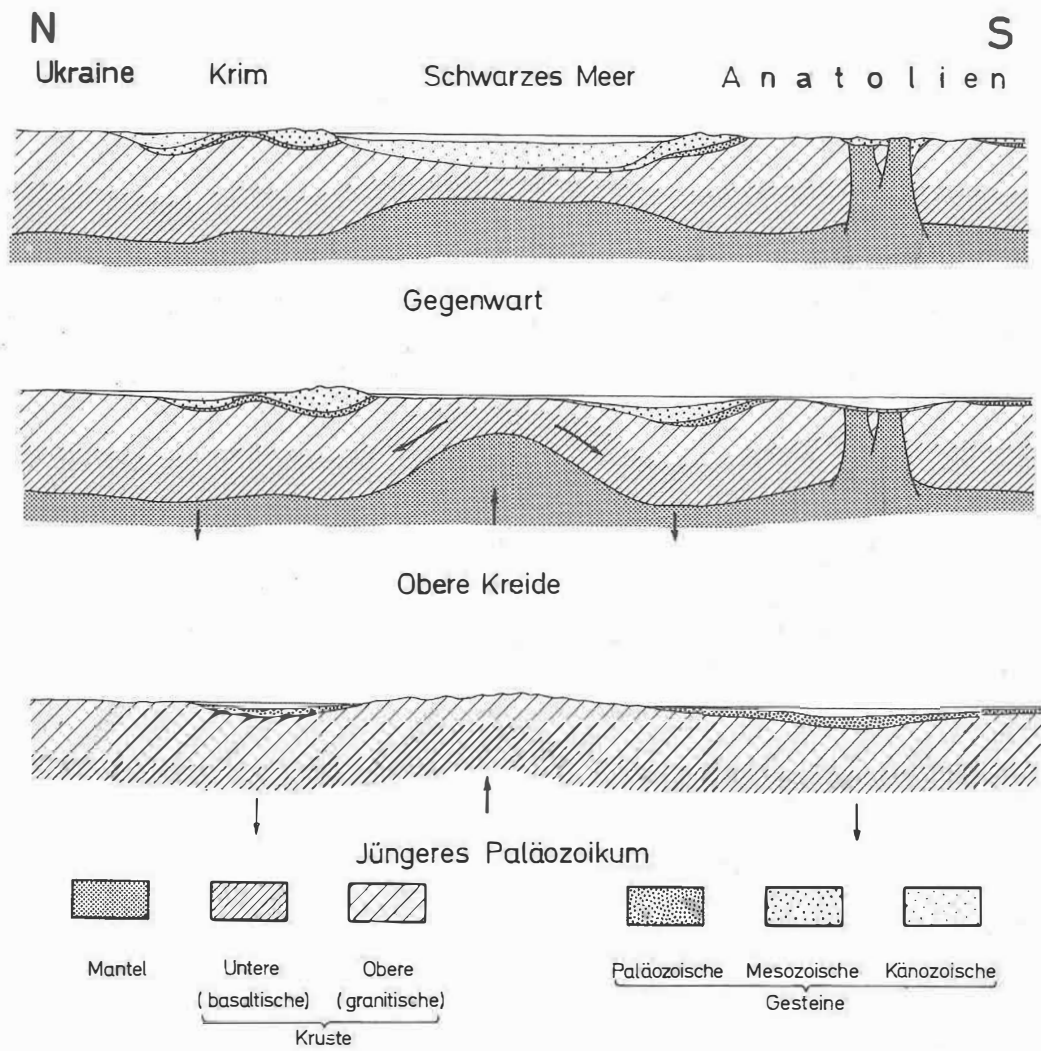 N S
Ukraine Krim Schwarzes Meer Anatolien
Gegenwart
Obere Kreide
Jüngeres Paläozoikum
Mantel Untere Obere Paläozoische Mesozoische Känozoische
(basaltische) (granitische) Gesteine
Kruste